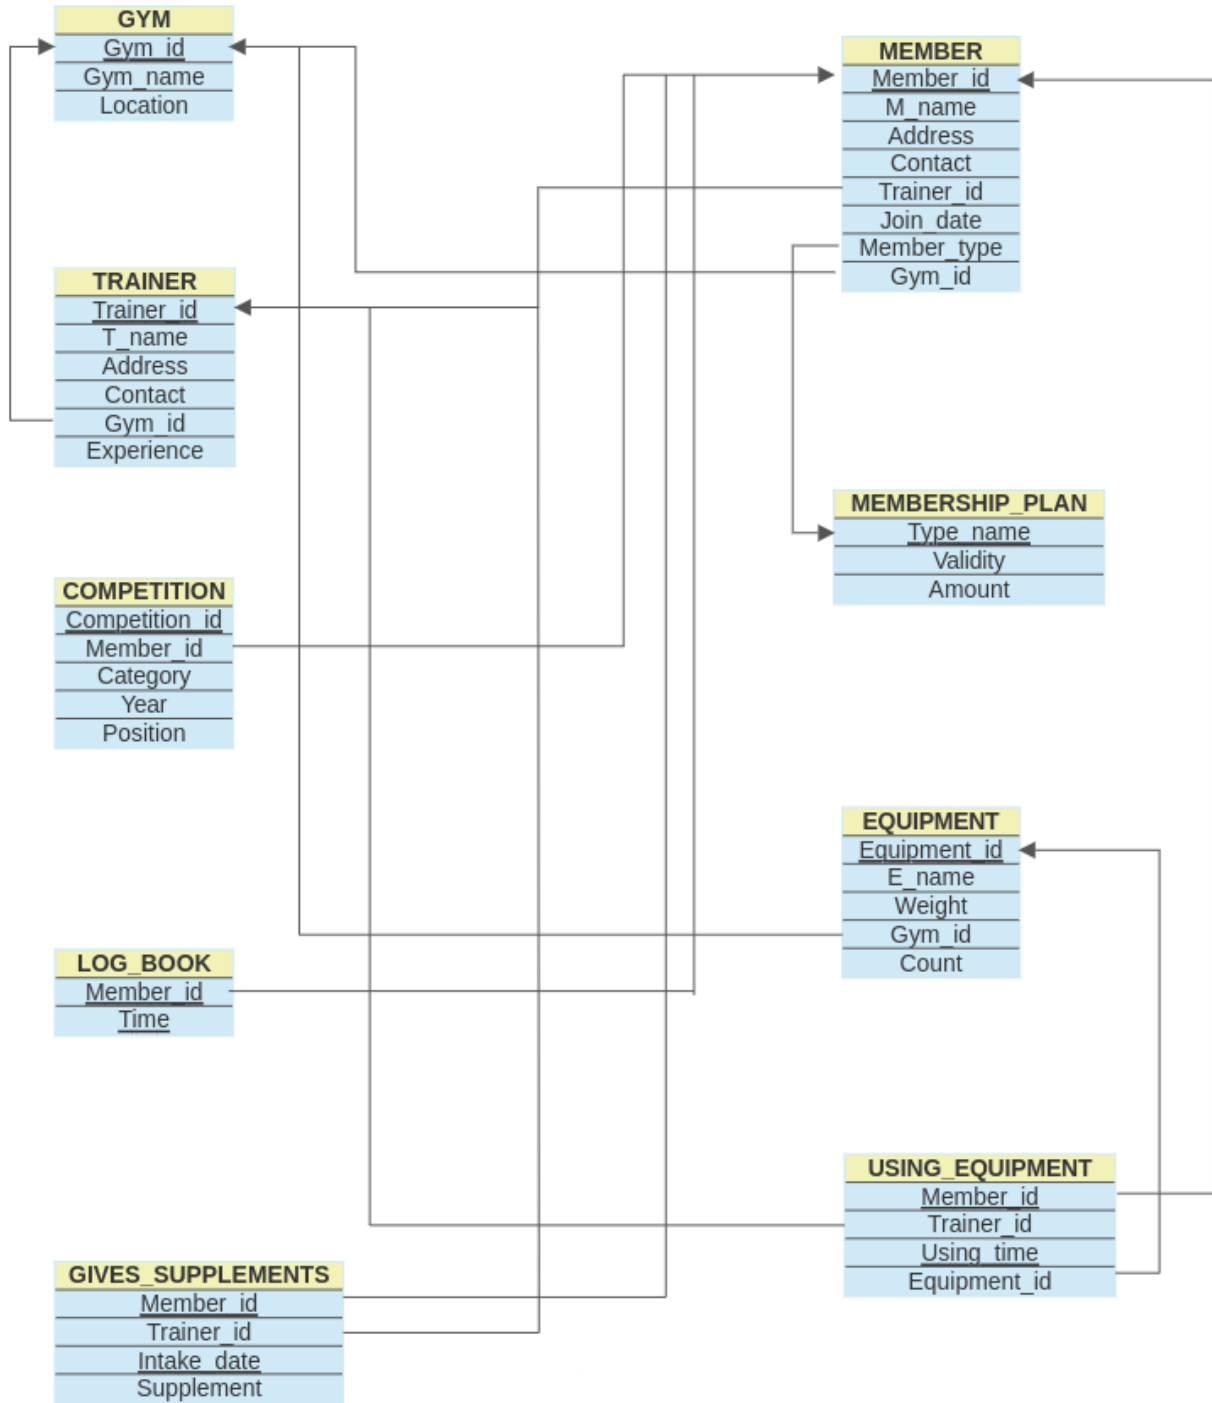 GYM
Gym_id
Gym_name
Location
MEMBER
Member_id
M_name
Address
Contact
Trainer_id
Join_date
Member_type
Gym_id
TRAINER
Trainer_id
T_name
Address
Contact
Gym_id
Experience
MEMBERSHIP_PLAN
Type_name
Validity
Amount
COMPETITION
Competition_id
Member_id
Category
Year
Position
EQUIPMENT
Equipment_id
E_name
Weight
Gym_id
Count
LOG_BOOK
Member_id
Time
USING_EQUIPMENT
Member_id
Trainer_id
Using_time
Equipment_id
GIVES_SUPPLEMENTS
Member_id
Trainer_id
Intake_date
Supplement